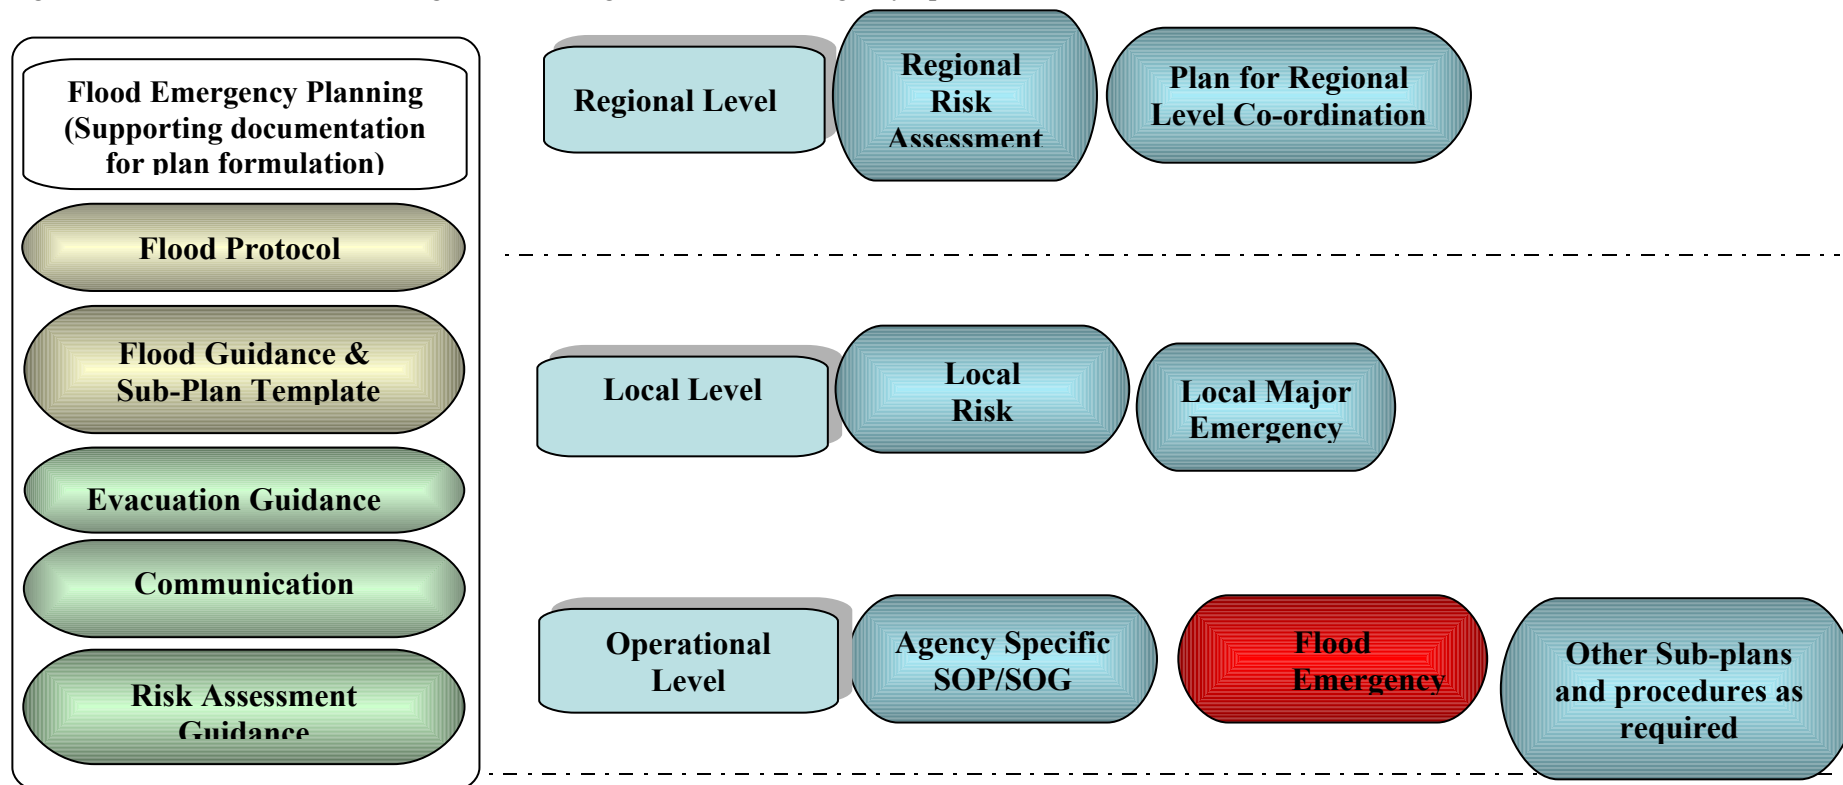 Flood Emergency Planning
(Supporting documentation
for plan formulation)
Flood Protocol
Flood Guidance &
Sub-Plan Template
Evacuation Guidance
Communication
Risk Assessment
Guidance
Regional Level
Regional
Risk
Assessment
Plan for Regional
Level Co-ordination
Local Level
Local
Risk
Local Major
Emergency
Operational
Level
Agency Specific
SOP/SOG
Flood
Emergency
Other Sub-plans
and procedures as
required